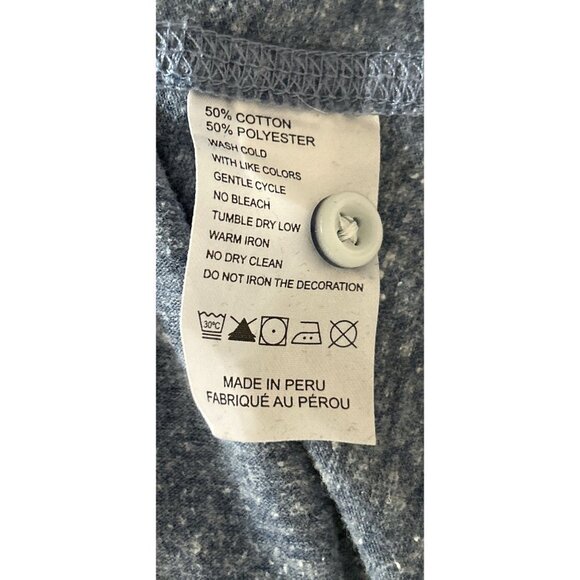 50% COTTON
50% POLYESTER
WASH COLD
WITH LIKE COLORS
GENTLE CYCLE
NO BLEACH
TUMBLE DRY LOW
WARM IRON
NO DRY CLEAN
DO NOT IRON THE DECORATION
30°C
MADE IN PERU
FABRIQUÉ AU PÉROU